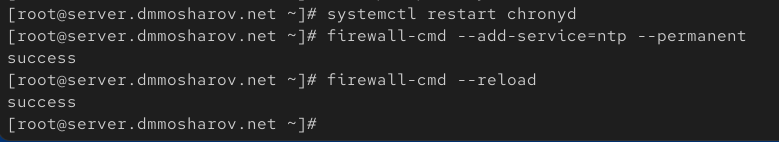 [root@server.dmmosharov.net ~]# systemctl restart chronyd
[root@server.dmmosharov.net ~]# firewall-cmd --add-service=ntp --permanent
success
[root@server.dmmosharov.net ~]# firewall-cmd --reload
success
[root@server.dmmosharov.net ~]#